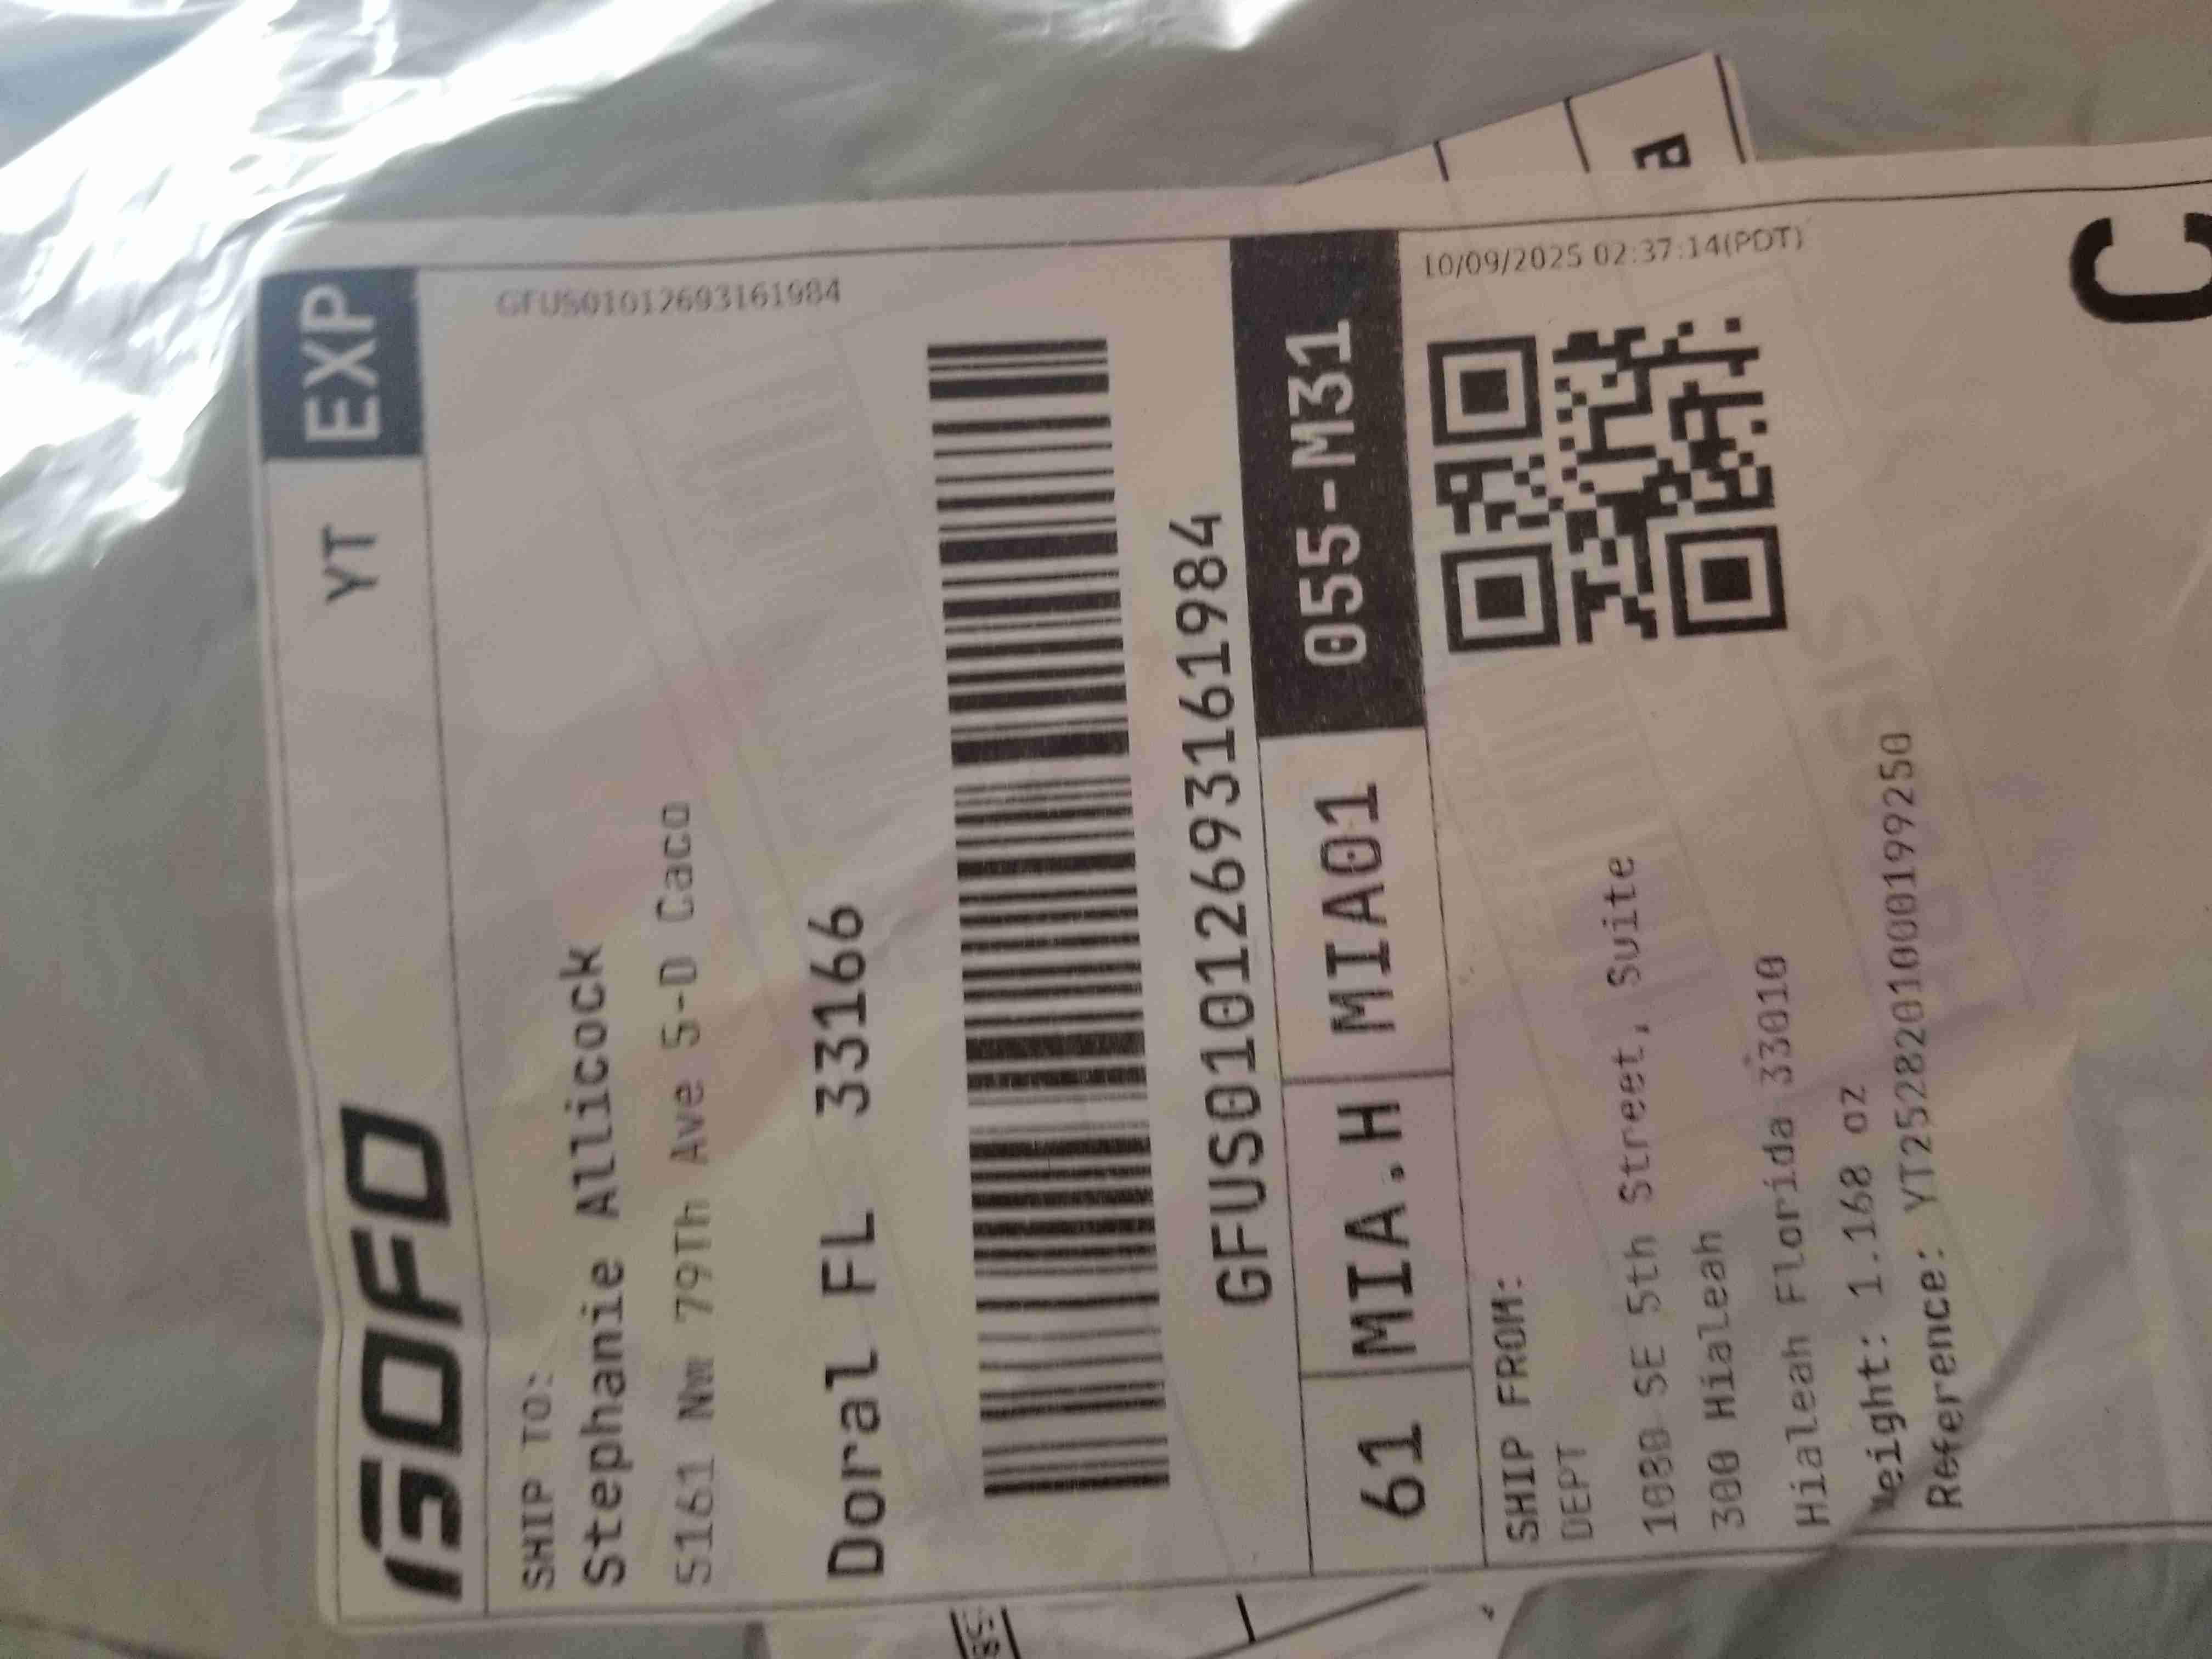 GOFO
YT
EXP
SHIP TO:
Stephanie Allicock
5161 Nw 79Th Ave 5-D Caco
GFUS01012693161984
Doral FL 33166
GFUS01012693161984
61
MIA.H
MIA01
055-M31
SHIP FROM:
DEPT
1080 SE 5th Street, Suite
300 Hialeah
Hialeah Florida 33010
Weight: 1.168 oz
Reference: YT2528201000199250
10/09/2025 02:37:14(PDT)
C
a